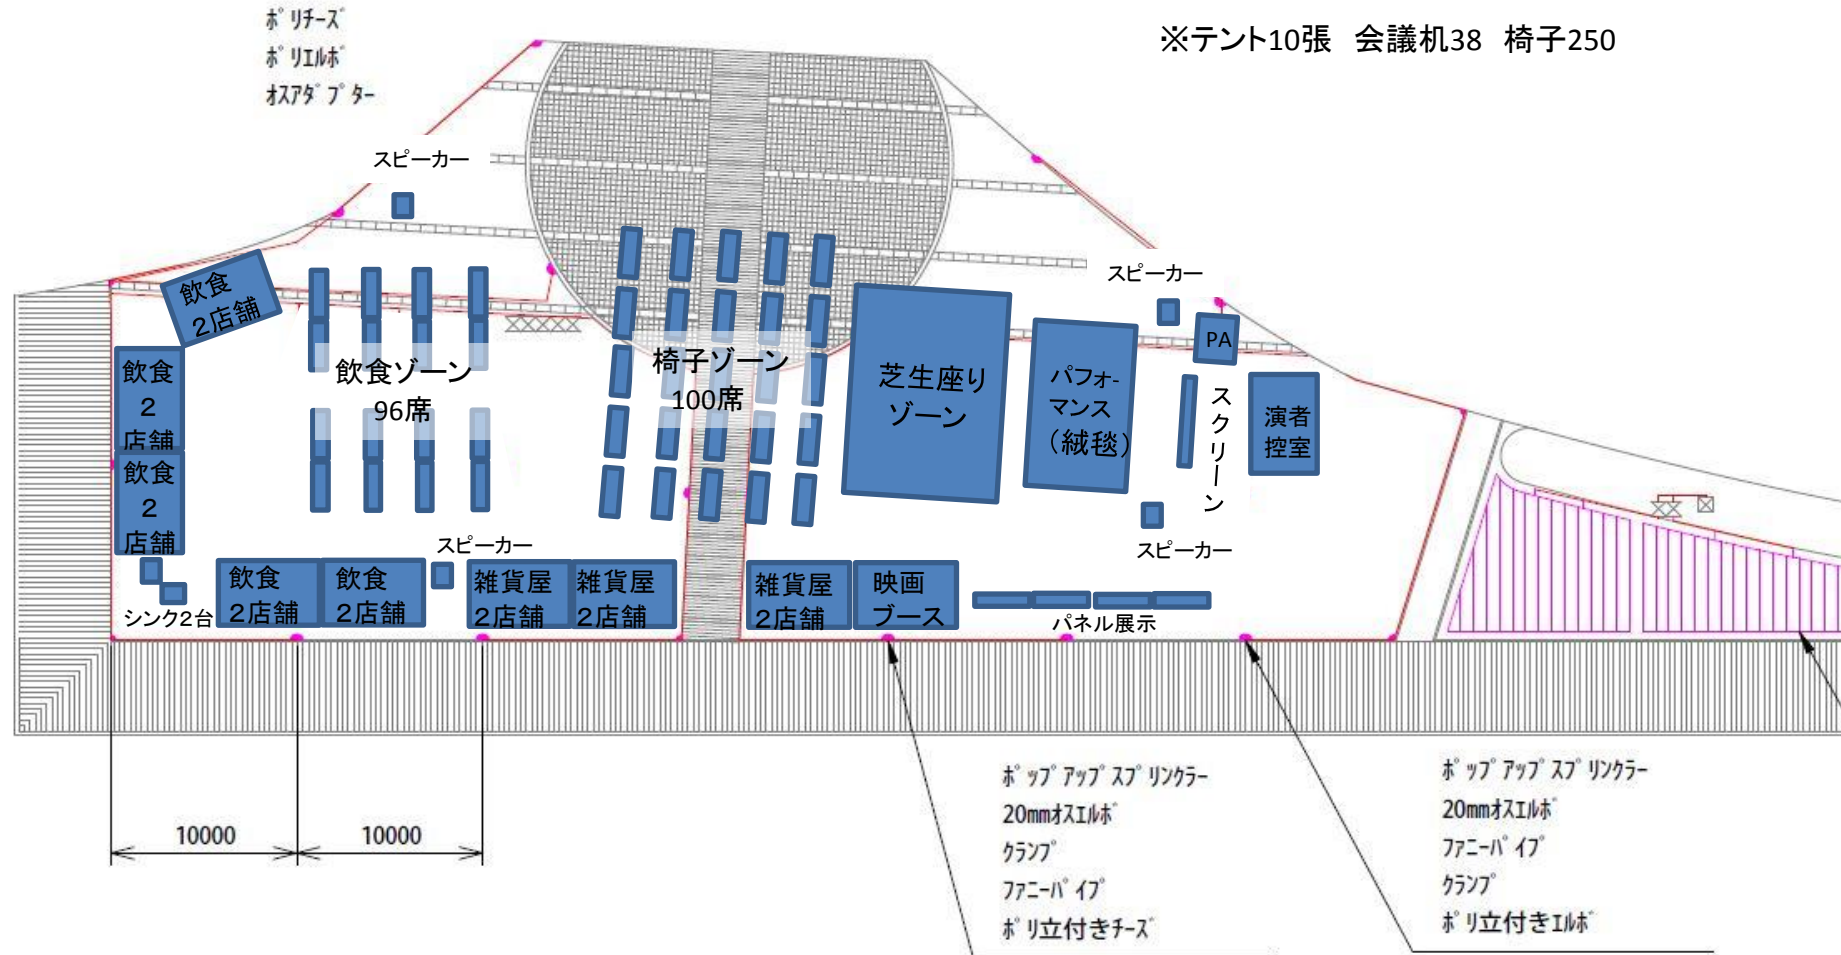 ポリチーズ
ポリエルボ
オスアダプター
※テント10張 会議机38 椅子250
スピーカー
スピーカー
飲食
２店舗
PA
飲食
２
店舗
飲食ゾーン
96席
椅子ゾーン
100席
芝生座り
ゾーン
パフォー
マンス
（絨毯）
スクリーン
演者
控室
飲食
２
店舗
スピーカー
スピーカー
シンク2台
飲食
２店舗
飲食
２店舗
雑貨屋
２店舗
雑貨屋
２店舗
雑貨屋
２店舗
映画
ブース
パネル展示
10000
10000
ポップアップスプリンクラー
20mmオスエルボ
クランプ
ファニーパイプ
ポリ立付きチーズ
ポップアップスプリンクラー
20mmオスエルボ
ファニーパイプ
クランプ
ポリ立付きエルボ